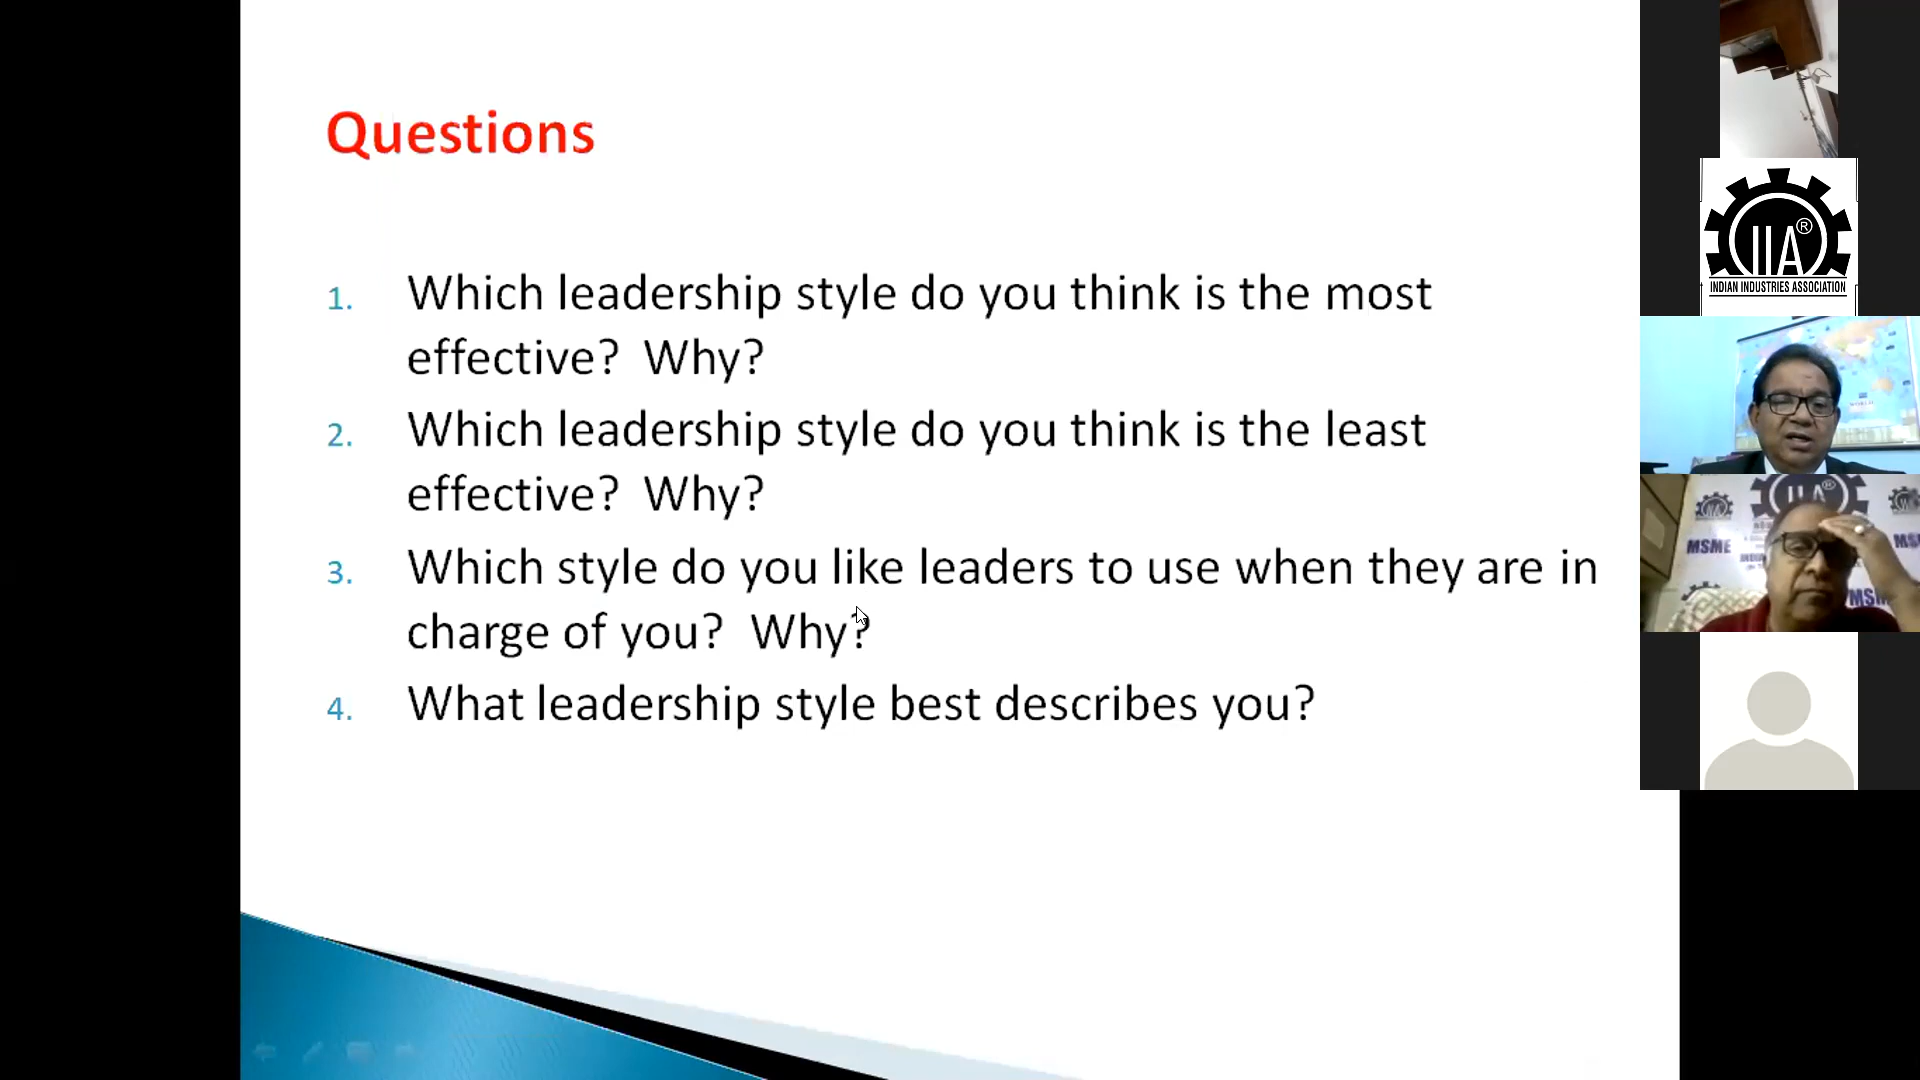 Questions
1. Which leadership style do you think is the most
effective? Why?
2. Which leadership style do you think is the least
effective? Why?
3. Which style do you like leaders to use when they are in
charge of you? Why?
4. What leadership style best describes you?
IIA®
INDIAN INDUSTRIES ASSOCIATION
IIA®
MSME